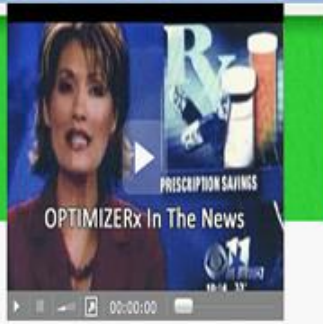 Rx
PRESCRIPTION SAVINGS
OPTIMIZERx In The News
11
00:00:00